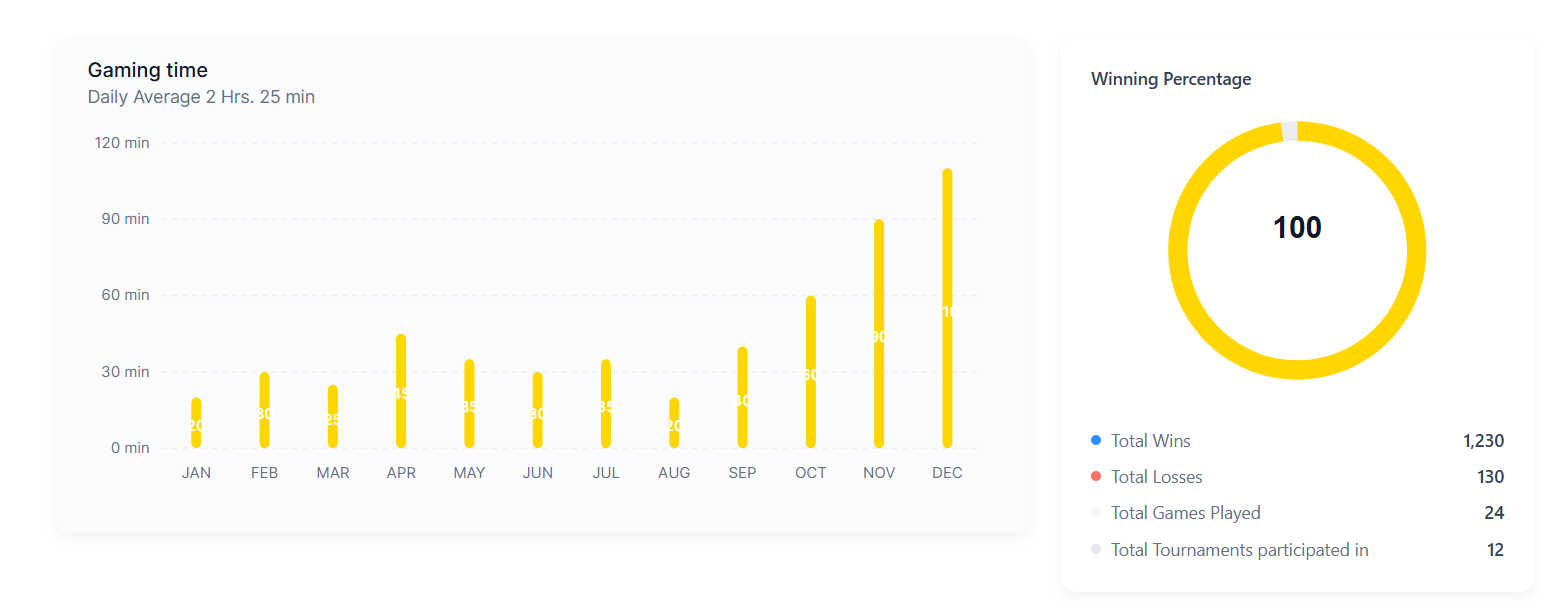 Gaming time
Daily Average 2 Hrs. 25 min
120 min
90 min
60 min
30 min
0 min
20
30
25
45
35
30
35
20
40
60
90
110
JAN FEB MAR APR MAY JUN JUL AUG SEP OCT NOV DEC
Winning Percentage
100
Total Wins 1,230
Total Losses 130
Total Games Played 24
Total Tournaments participated in 12